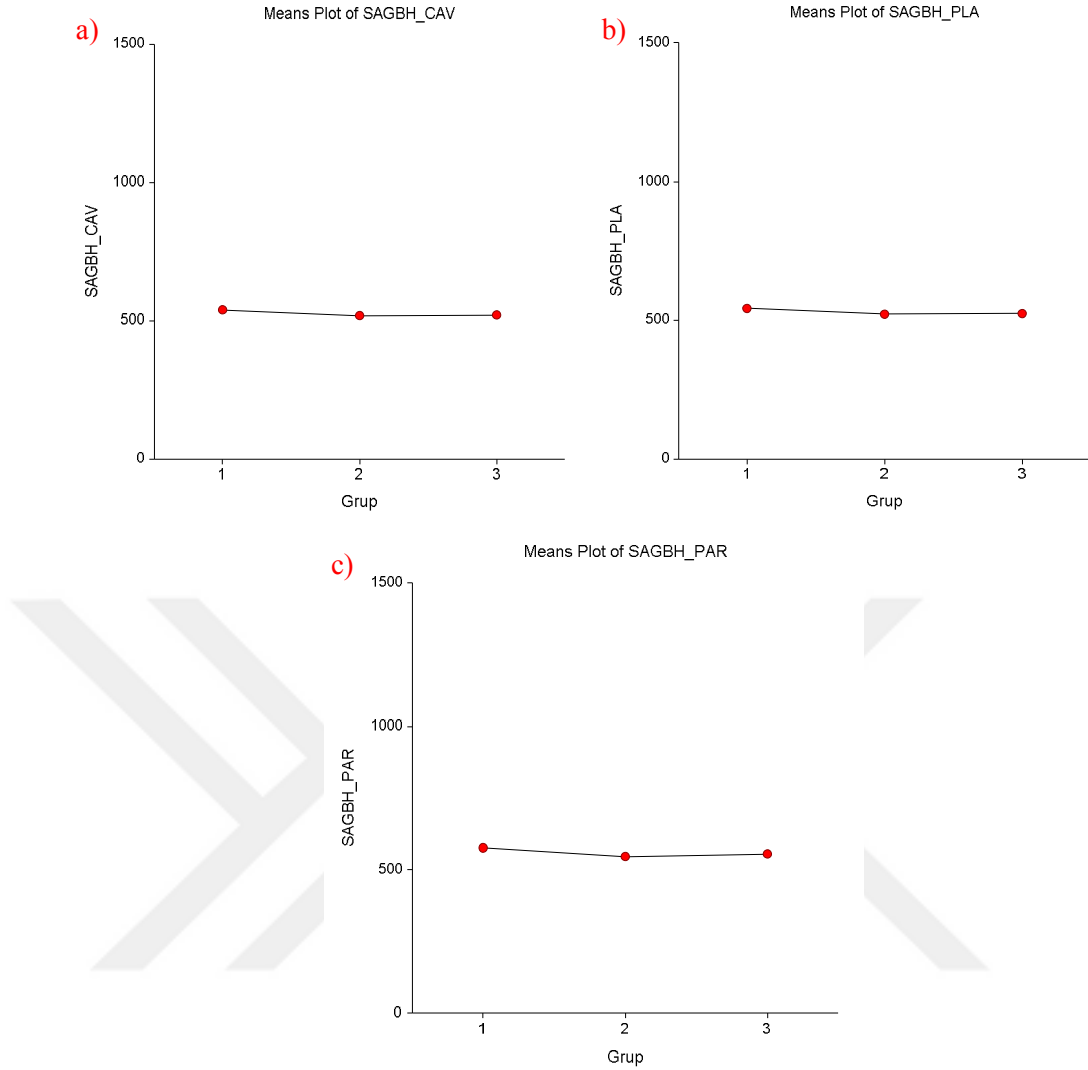 a)
Means Plot of SAGBH_CAV
1500
1000
500
0
SAGBH_CAV
1 2 3
Grup
b)
Means Plot of SAGBH_PLA
1500
1000
500
0
SAGBH_PLA
1 2 3
Grup
c)
Means Plot of SAGBH_PAR
1500
1000
500
0
SAGBH_PAR
1 2 3
Grup